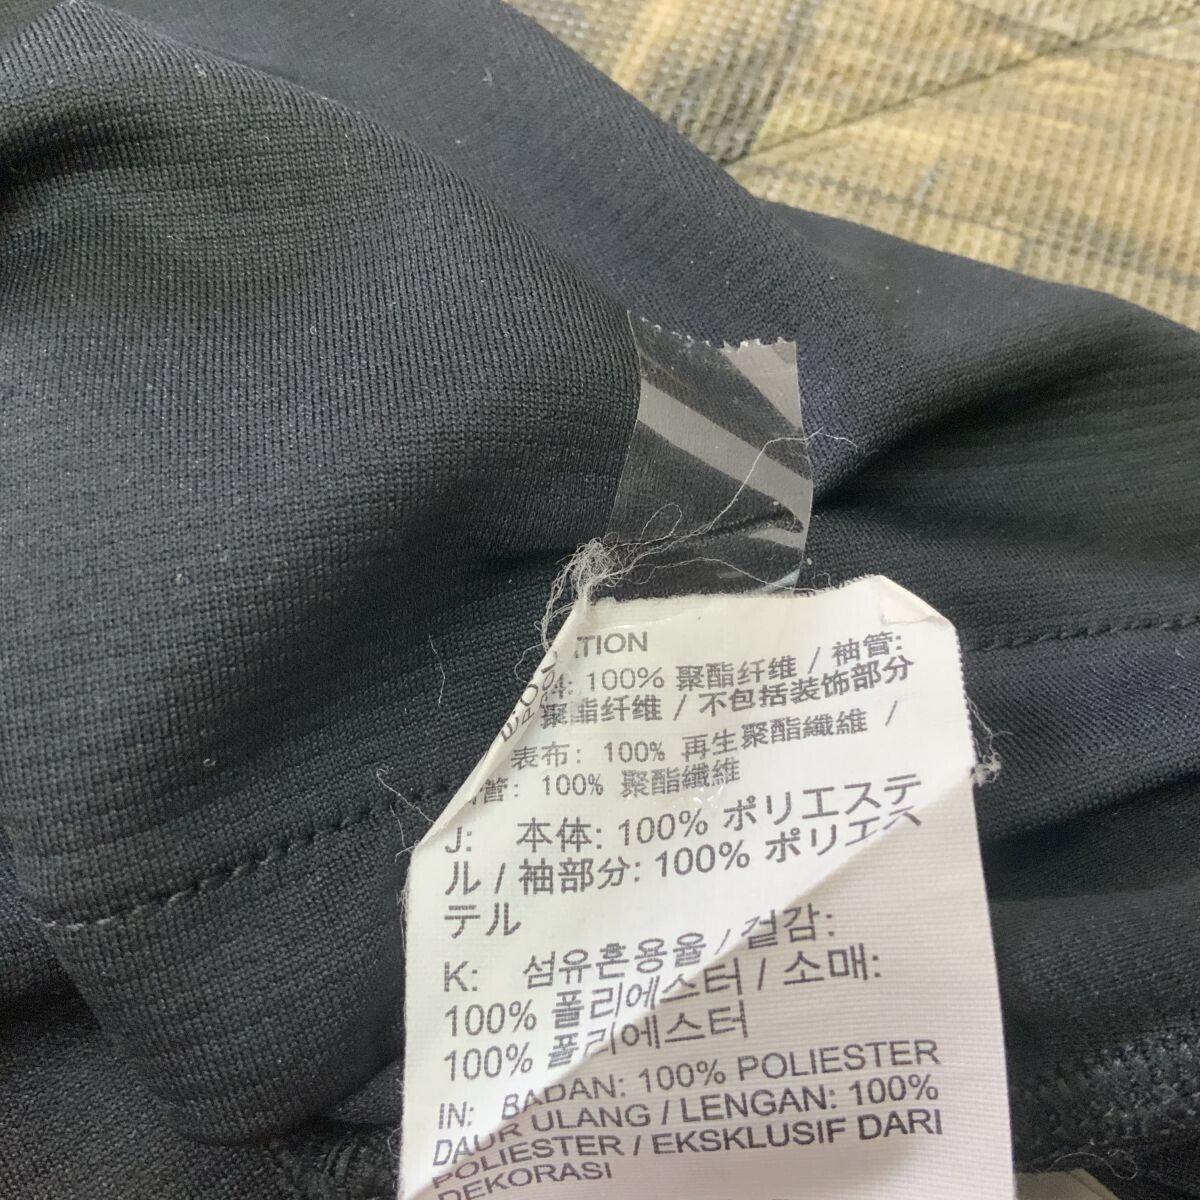 100% 聚酯纤维 / 袖管:
聚酯纤维 / 不包括装饰部分
表布: 100% 再生聚酯纖維 /
管: 100% 聚酯纖維
J: 本体: 100% ポリエステ
ル / 袖部分: 100% ポリエス
テル
K: 섬유혼용율 / 겉감:
100% 폴리에스터 / 소매:
100% 폴리에스터
IN: BADAN: 100% POLIESTER
DAUR ULANG / LENGAN: 100%
POLIESTER / EKSKLUSIF DARI
DEKORASI